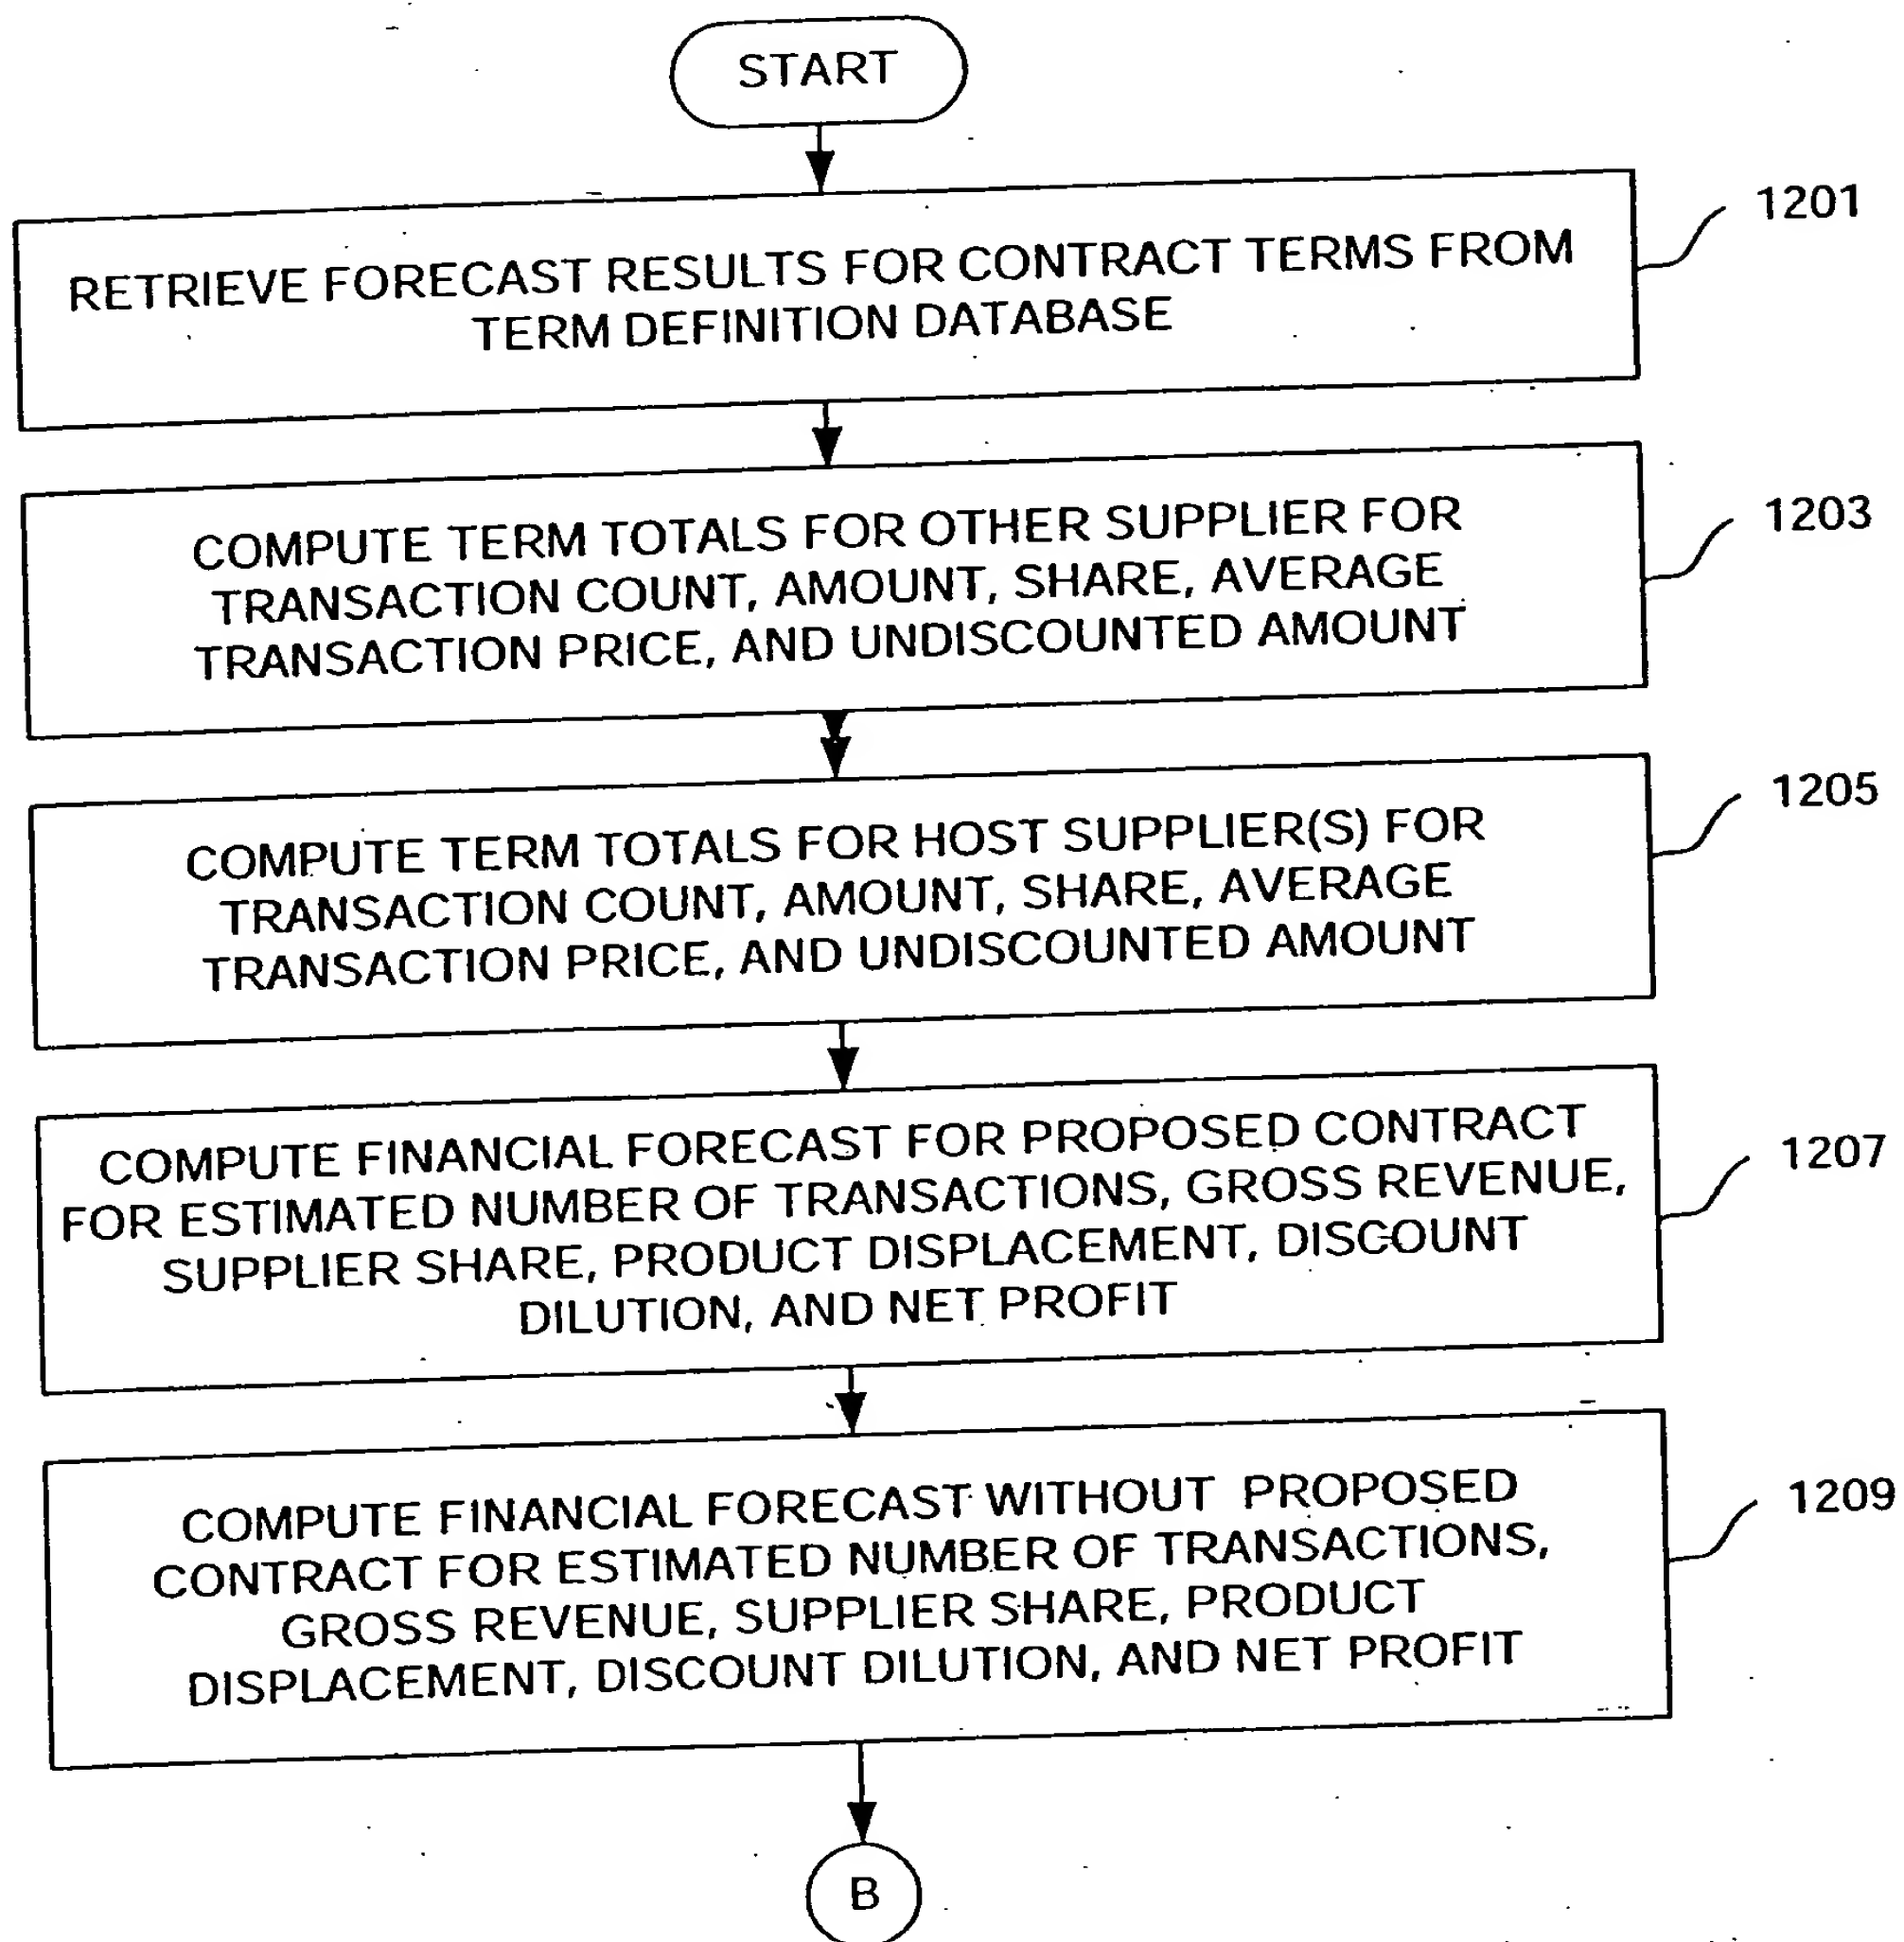 START
1201
RETRIEVE FORECAST RESULTS FOR CONTRACT TERMS FROM
TERM DEFINITION DATABASE
1203
COMPUTE TERM TOTALS FOR OTHER SUPPLIER FOR
TRANSACTION COUNT, AMOUNT, SHARE, AVERAGE
TRANSACTION PRICE, AND UNDISCOUNTED AMOUNT
1205
COMPUTE TERM TOTALS FOR HOST SUPPLIER(S) FOR
TRANSACTION COUNT, AMOUNT, SHARE, AVERAGE
TRANSACTION PRICE, AND UNDISCOUNTED AMOUNT
1207
COMPUTE FINANCIAL FORECAST FOR PROPOSED CONTRACT
FOR ESTIMATED NUMBER OF TRANSACTIONS, GROSS REVENUE,
SUPPLIER SHARE, PRODUCT DISPLACEMENT, DISCOUNT
DILUTION, AND NET PROFIT
1209
COMPUTE FINANCIAL FORECAST WITHOUT PROPOSED
CONTRACT FOR ESTIMATED NUMBER OF TRANSACTIONS,
GROSS REVENUE, SUPPLIER SHARE, PRODUCT
DISPLACEMENT, DISCOUNT DILUTION, AND NET PROFIT
B